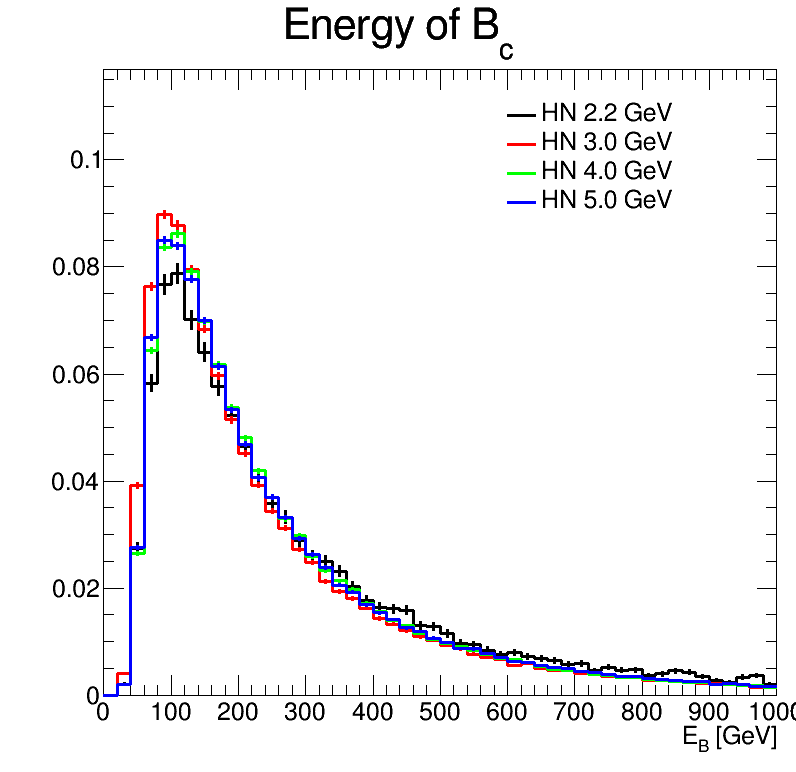 Energy of B_c
HN 2.2 GeV
HN 3.0 GeV
HN 4.0 GeV
HN 5.0 GeV
0.1
0.08
0.06
0.04
0.02
0
0 100 200 300 400 500 600 700 800 900 1000
E_B [GeV]